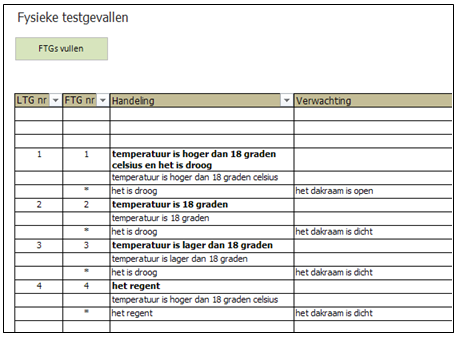 Fysieke testgevallen
FTGs vullen
LTG nr FTG nr Handeling Verwachting
1 1 temperatuur is hoger dan 18 graden
celsius en het is droog
temperatuur is hoger dan 18 graden celsius
* het is droog het dakraam is open
2 2 temperatuur is 18 graden
temperatuur is 18 graden
* het is droog het dakraam is dicht
3 3 temperatuur is lager dan 18 graden
temperatuur is lager dan 18 graden
* het is droog het dakraam is dicht
4 4 het regent
temperatuur is hoger dan 18 graden celsius
* het regent het dakraam is dicht